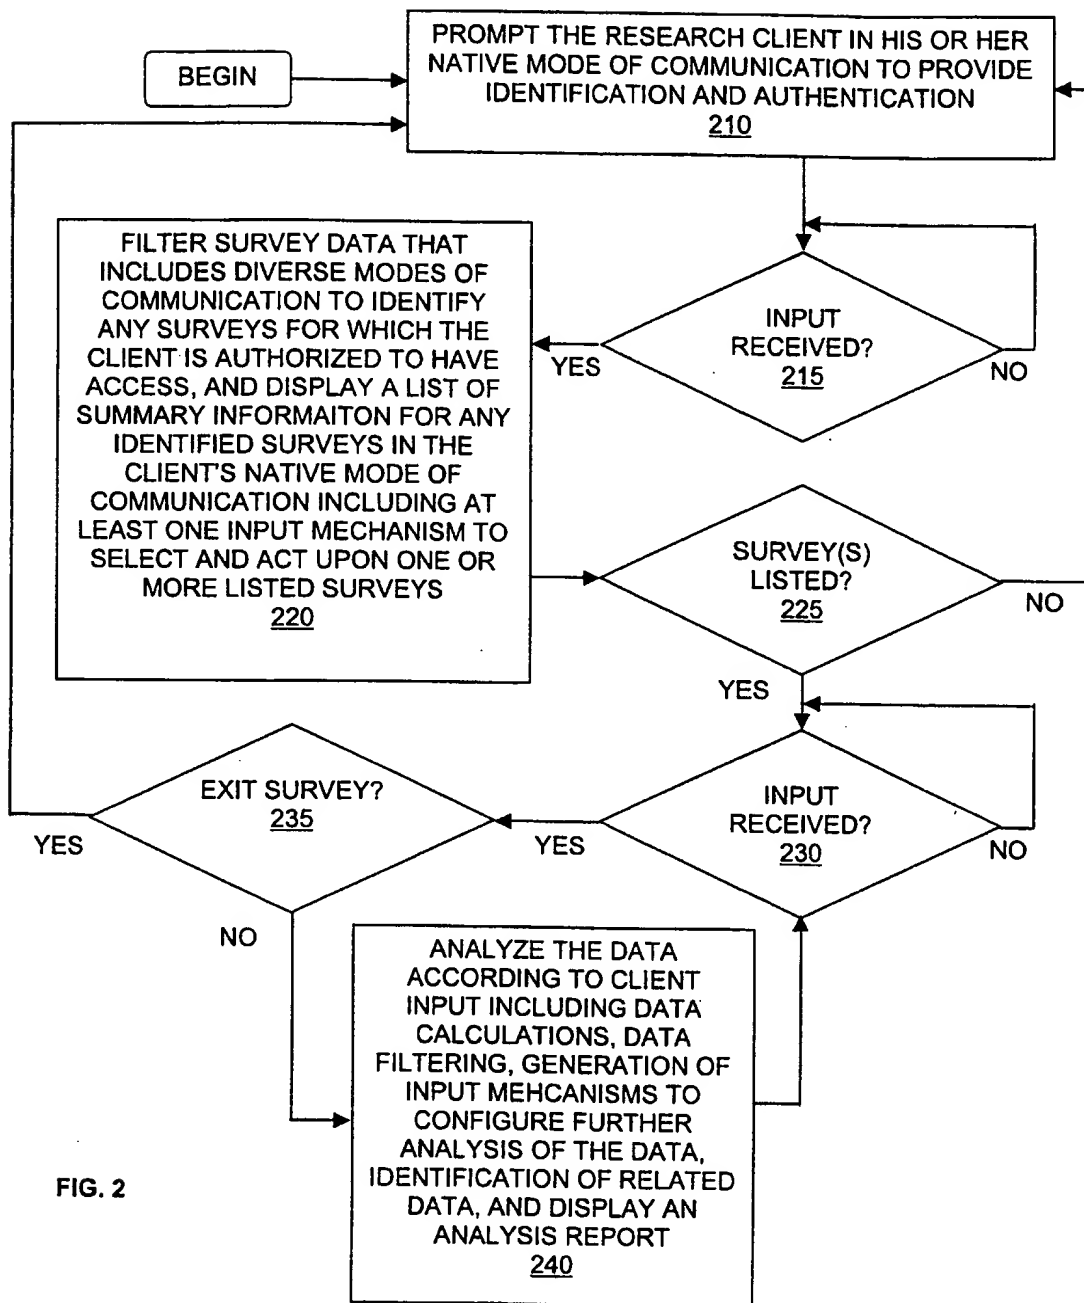 BEGIN
PROMPT THE RESEARCH CLIENT IN HIS OR HER
NATIVE MODE OF COMMUNICATION TO PROVIDE
IDENTIFICATION AND AUTHENTICATION
210
FILTER SURVEY DATA THAT
INCLUDES DIVERSE MODES OF
COMMUNICATION TO IDENTIFY
ANY SURVEYS FOR WHICH THE
CLIENT IS AUTHORIZED TO HAVE
ACCESS, AND DISPLAY A LIST OF
SUMMARY INFORMAITON FOR ANY
IDENTIFIED SURVEYS IN THE
CLIENT'S NATIVE MODE OF
COMMUNICATION INCLUDING AT
LEAST ONE INPUT MECHANISM TO
SELECT AND ACT UPON ONE OR
MORE LISTED SURVEYS
220
INPUT
RECEIVED?
215
YES
NO
SURVEY(S)
LISTED?
225
NO
YES
EXIT SURVEY?
235
YES
NO
INPUT
RECEIVED?
230
YES
NO
ANALYZE THE DATA
ACCORDING TO CLIENT
INPUT INCLUDING DATA
CALCULATIONS, DATA
FILTERING, GENERATION OF
INPUT MEHCANISMS TO
CONFIGURE FURTHER
ANALYSIS OF THE DATA,
IDENTIFICATION OF RELATED
DATA, AND DISPLAY AN
ANALYSIS REPORT
240
FIG. 2